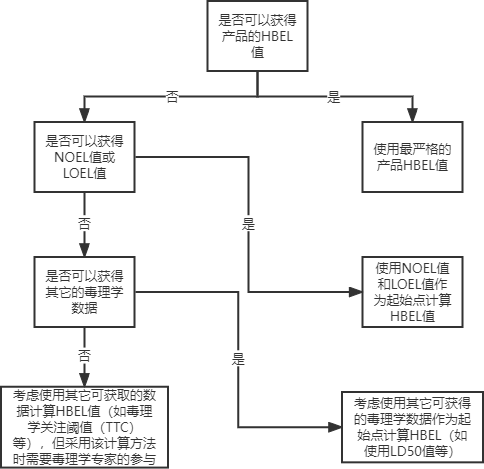 是否可以获得
产品的HBEL
值
否
是
是否可以获得
NOEL值或
LOEL值
使用最严格的
产品HBEL值
否
是
是否可以获得
其它的毒理学
数据
使用NOEL值
和LOEL值作
为起始点计算
HBEL值
否
是
考虑使用其它可获取的数
据计算HBEL值（如毒理
学关注阈值（TTC）
等），但采用该计算方法
时需要毒理学专家的参与
考虑使用其它可获得
的毒理学数据作为起
始点计算HBEL（如
使用LD50值等）